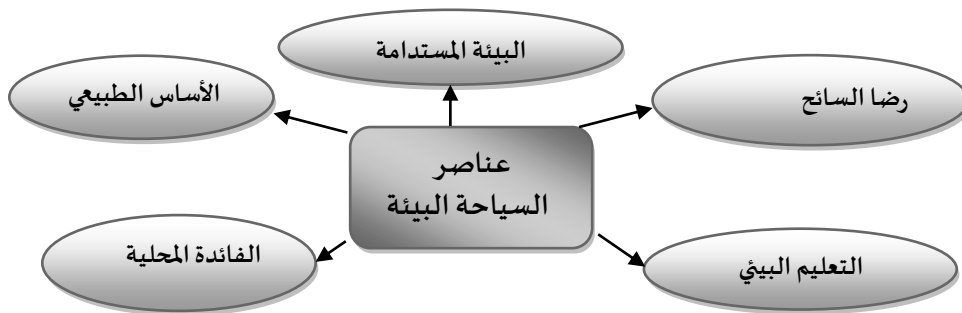 البيئة المستدامة
رضا السائح
الأساس الطبيعي
عناصر
السياحة البيئة
الفائدة المحلية
التعليم البيئي